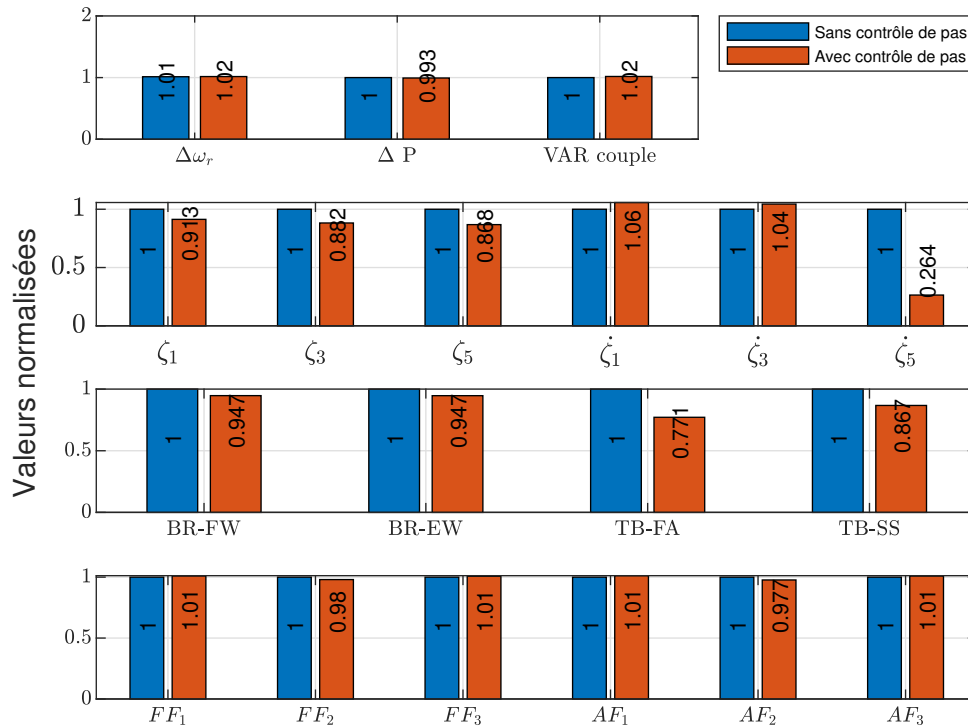 Valeurs normalisées
Sans contrôle de pas
Avec contrôle de pas
2
1
0
1.01
1.02
1
0.993
1
1.02
Δω_r
Δ P
VAR couple
1
0.5
0
1
0.913
1
0.882
1
0.868
1
1.06
1
1.04
1
0.264
ζ_1
ζ_3
ζ_5
ζ̇_1
ζ̇_3
ζ̇_5
1
0.5
0
1
0.947
1
0.947
1
0.771
1
0.867
BR-FW
BR-EW
TB-FA
TB-SS
1
0.5
0
1
1.01
1
0.98
1
1.01
1
1.01
1
0.977
1
1.01
FF_1
FF_2
FF_3
AF_1
AF_2
AF_3